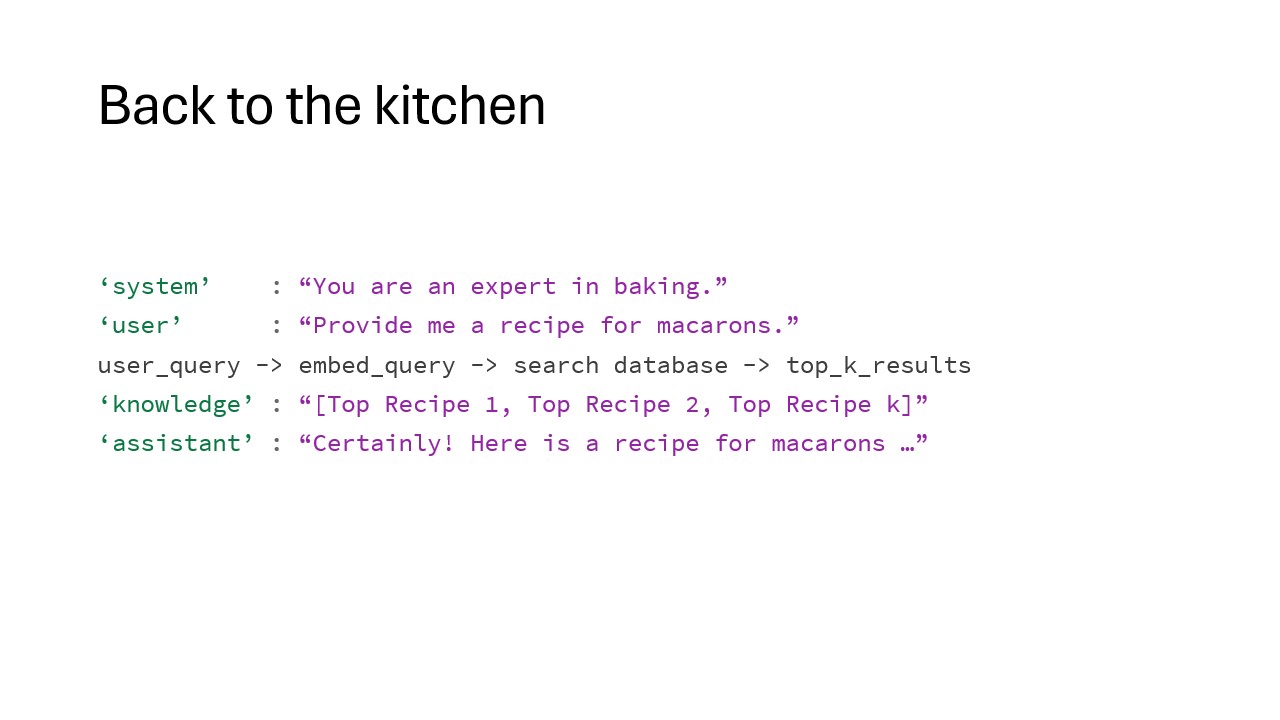 Back to the kitchen
‘system’    : “You are an expert in baking.”
‘user’      : “Provide me a recipe for macarons.”
user_query -> embed_query -> search database -> top_k_results
‘knowledge’ : “[Top Recipe 1, Top Recipe 2, Top Recipe k]”
‘assistant’ : “Certainly! Here is a recipe for macarons …”